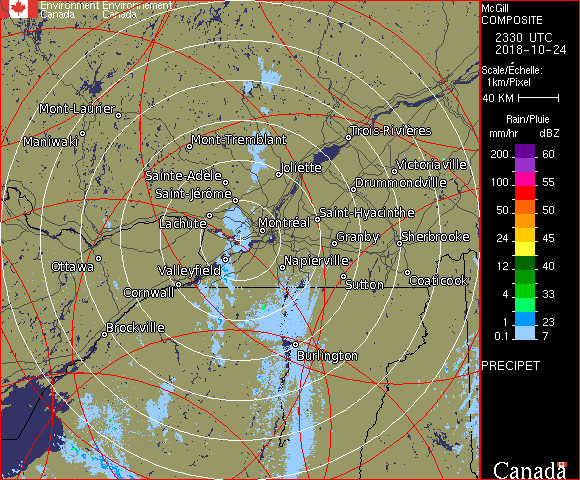 Environment Environnement
Canada Canada
McGill
COMPOSITE
2330 UTC
2018-10-24
Scale/Échelle:
1km/Pixel
40 KM
Rain/Pluie
mm/hr dBZ
200 60
150 57
100 55
50 50
24 45
12 40
4 33
1 23
0.1 7
PRECIPET
Canada
Mont-Laurier
Maniwaki
Mont-Tremblant
Trois-Rivières
Joliette
Victoriaville
Sainte-Adèle
Drummondville
Saint-Jérôme
Lachute
Montréal
Saint-Hyacinthe
Granby
Sherbrooke
Ottawa
Valleyfield
Napierville
Cornwall
Sutton
Coaticook
Brockville
Burlington